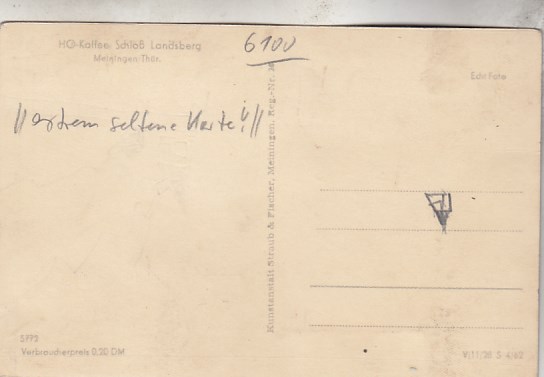 HO-Kaffee Schloß Landsberg
Meiningen/Thür.
6100
Echt Foto
// extrem seltene Karte! //
Kunstanstalt Straub & Fischer, Meiningen. Reg.-Nr. M
5773
Verbraucherpreis 0.20 DM